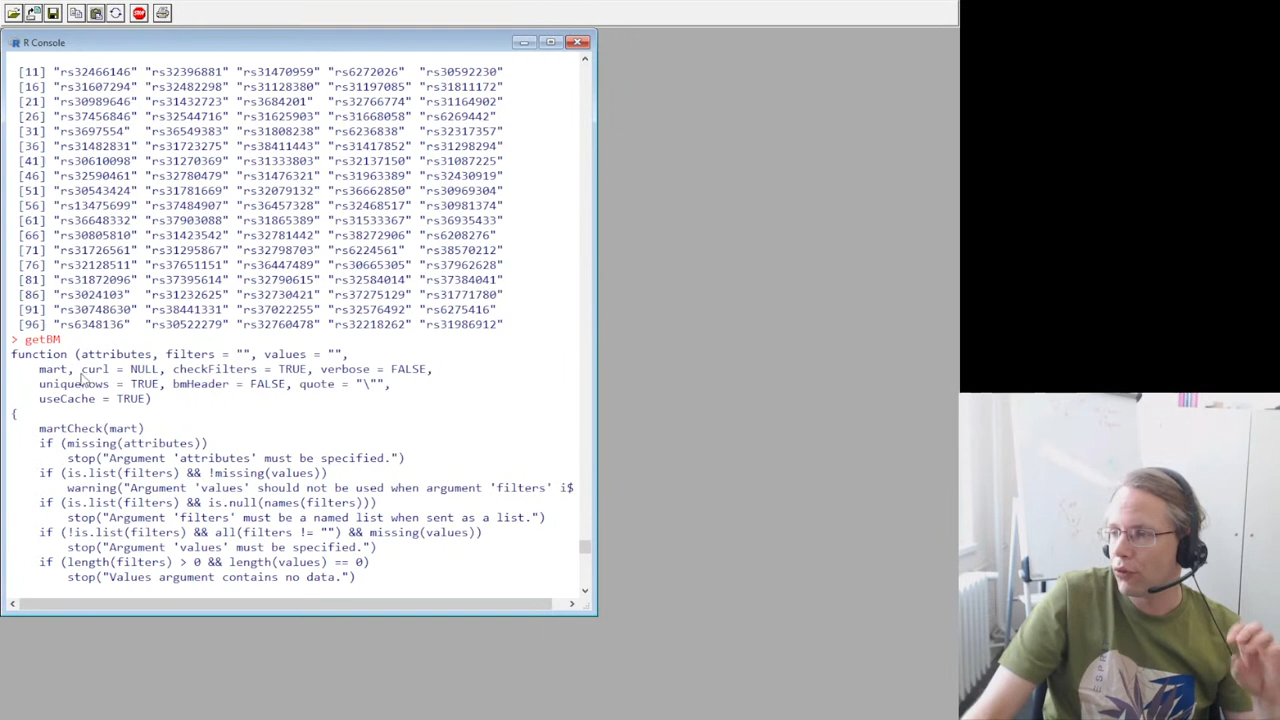 STOP
R Console
[11] "rs32466146" "rs32396881" "rs31470959" "rs6272026" "rs30592230"
[16] "rs31607294" "rs32482298" "rs31128380" "rs31197085" "rs31811172"
[21] "rs30989646" "rs31432723" "rs3684201" "rs32766774" "rs31164902"
[26] "rs37456846" "rs32544716" "rs31625903" "rs31668058" "rs6269442"
[31] "rs3697554" "rs36549383" "rs31808238" "rs6236838" "rs32317357"
[36] "rs31482831" "rs31723275" "rs38411443" "rs31417852" "rs31298294"
[41] "rs30610098" "rs31270369" "rs31333803" "rs32137150" "rs31087225"
[46] "rs32590461" "rs32780479" "rs31476321" "rs31963389" "rs32430919"
[51] "rs30543424" "rs31781669" "rs32079132" "rs36662850" "rs30969304"
[56] "rs13475699" "rs37484907" "rs36457328" "rs32468517" "rs30981374"
[61] "rs36648332" "rs37903088" "rs31865389" "rs31533367" "rs36935433"
[66] "rs30805810" "rs31423542" "rs32781442" "rs38272906" "rs6208276"
[71] "rs31726561" "rs31295867" "rs32798703" "rs6224561" "rs38570212"
[76] "rs32128511" "rs37651151" "rs36447489" "rs30665305" "rs37962628"
[81] "rs31872096" "rs37395614" "rs32790615" "rs32584014" "rs37384041"
[86] "rs3024103" "rs31232625" "rs32730421" "rs37275129" "rs31771780"
[91] "rs30748630" "rs38441331" "rs37022255" "rs32576492" "rs6275416"
[96] "rs6348136" "rs30522279" "rs32760478" "rs32218262" "rs31986912"
> getBM
function (attributes, filters = "", values = "",
mart, curl = NULL, checkFilters = TRUE, verbose = FALSE,
uniqueRows = TRUE, bmHeader = FALSE, quote = "\"",
useCache = TRUE)
{
martCheck(mart)
if (missing(attributes))
stop("Argument 'attributes' must be specified.")
if (is.list(filters) && !missing(values))
warning("Argument 'values' should not be used when argument 'filters' i$
if (is.list(filters) && is.null(names(filters)))
stop("Argument 'filters' must be a named list when sent as a list.")
if (!is.list(filters) && all(filters != "") && missing(values))
stop("Argument 'values' must be specified.")
if (length(filters) > 0 && length(values) == 0)
stop("Values argument contains no data.")
ESPR